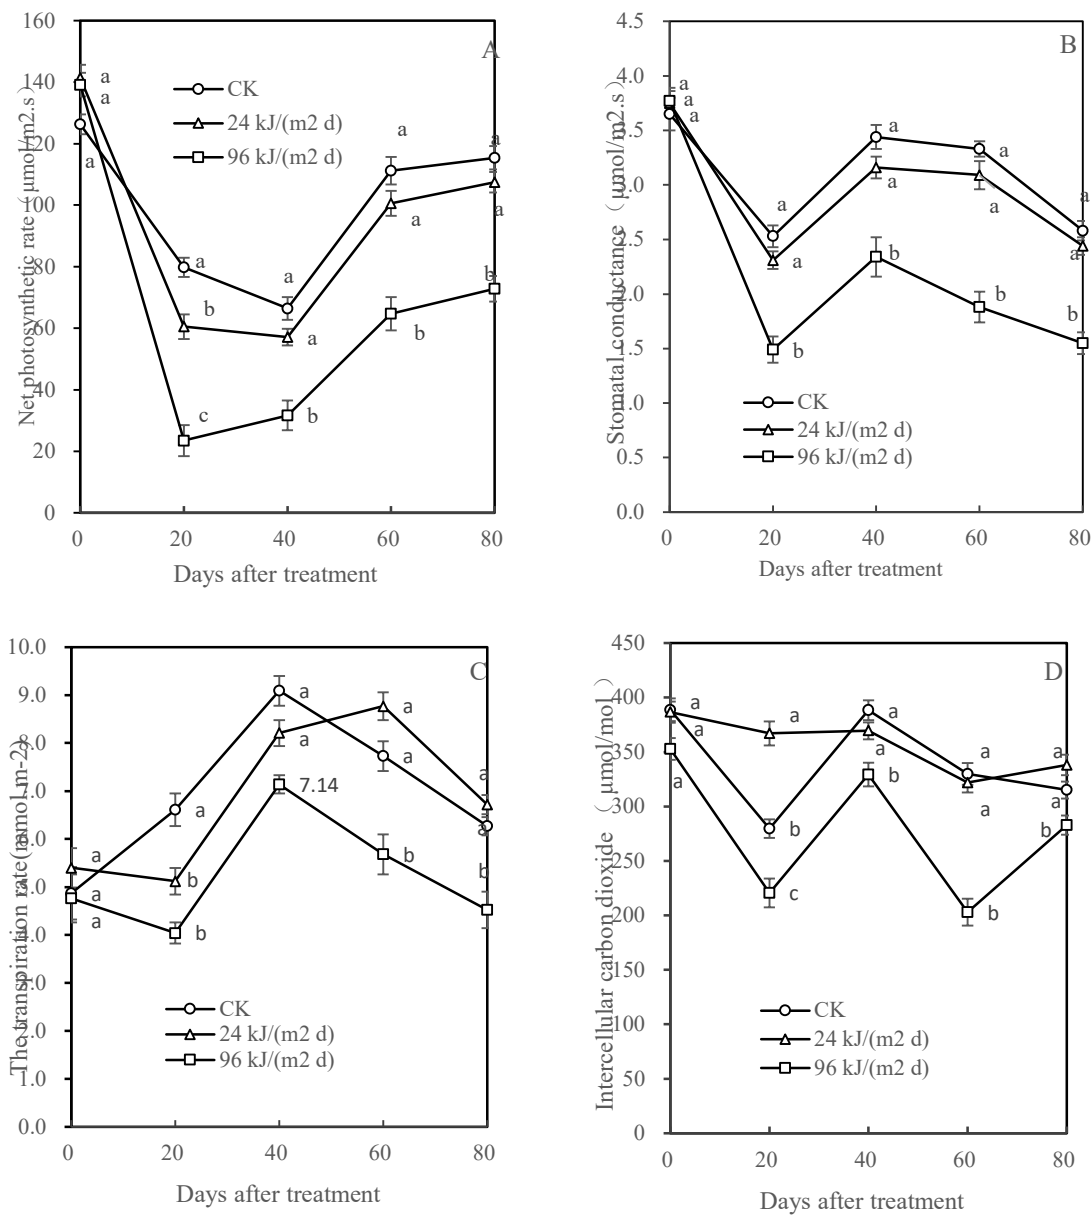 160
140
120
100
80
60
40
20
0
A
CK
24 kJ/(m2 d)
96 kJ/(m2 d)
a
a
a
a
b
c
a
a
b
a
a
b
a
a
b
0 20 40 60 80
Days after treatment
Net photosynthetic rate（μmol/m2.s）
4.5
4.0
3.5
3.0
2.5
2.0
1.5
1.0
0.5
0.0
B
a
a
a
a
a
b
a
a
b
a
a
b
a
a
b
CK
24 kJ/(m2 d)
96 kJ/(m2 d)
0 20 40 60 80
Days after treatment
Stomatal conductance（μmol/m2.s）
10.0
9.0
8.0
7.0
6.0
5.0
4.0
3.0
2.0
1.0
0.0
C
a
a
a
a
b
b
a
a
7.14
a
a
b
a
a
b
CK
24 kJ/(m2 d)
96 kJ/(m2 d)
0 20 40 60 80
Days after treatment
The transpiration rate(mmol.m-2)
450
400
350
300
250
200
150
100
50
0
D
a
a
a
a
b
c
a
a
b
a
a
b
a
a
b
CK
24 kJ/(m2 d)
96 kJ/(m2 d)
0 20 40 60 80
Days after treatment
Intercellular carbon dioxide（μmol/mol）